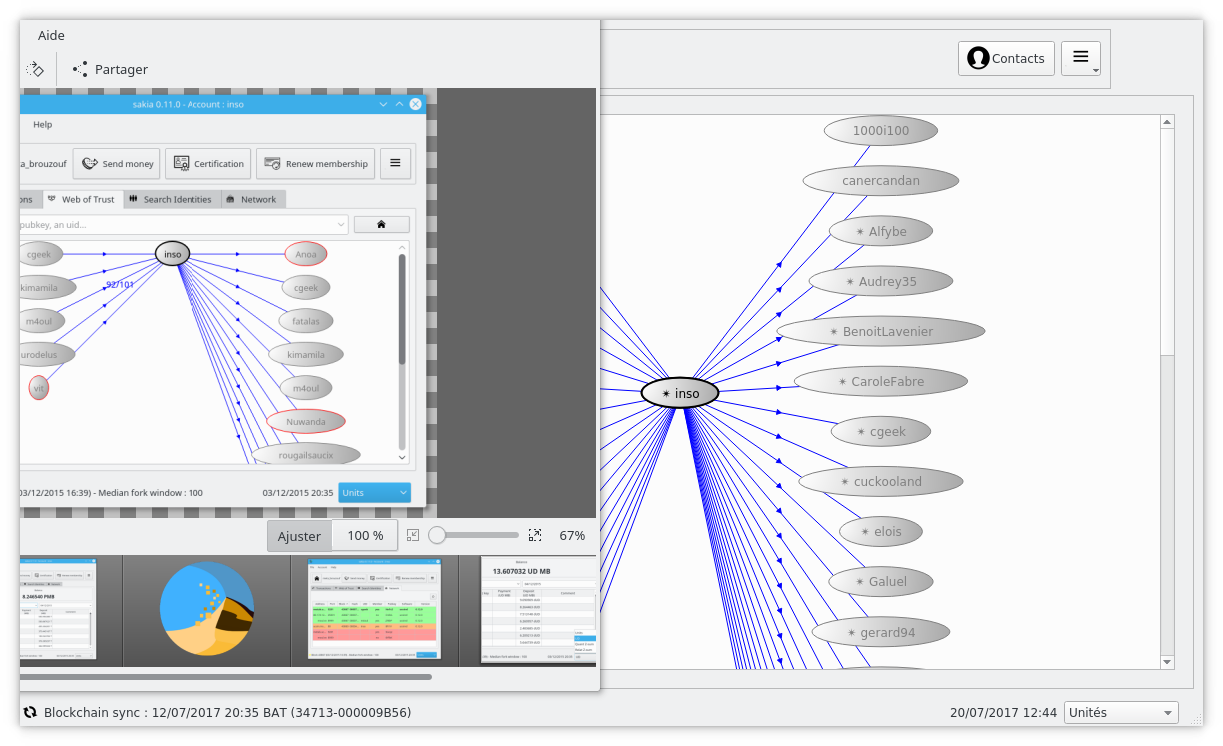 Aide
Partager
sakia 0.11.0 - Account : inso
Help
a_brouzouf
Send money
Certification
Renew membership
ons
Web of Trust
Search Identities
Network
pubkey, an uid...
cgeek
inso
Anoa
kimamila
92/101
cgeek
m4oul
fatalas
urodelus
kimamila
vit
m4oul
Nuwanda
rougailsaucix
03/12/2015 16:39) - Median fork window : 100
03/12/2015 20:35
Units
Ajuster
100 %
67%
8.246540 PMB
13.607032 UD MB
Contacts
1000i100
canercandan
✴ Alfybe
✴ Audrey35
✴ BenoitLavenier
✴ CaroleFabre
✴ inso
✴ cgeek
✴ cuckooland
✴ elois
✴ Galuel
✴ gerard94
Blockchain sync : 12/07/2017 20:35 BAT (34713-000009B56)
20/07/2017 12:44
Unités